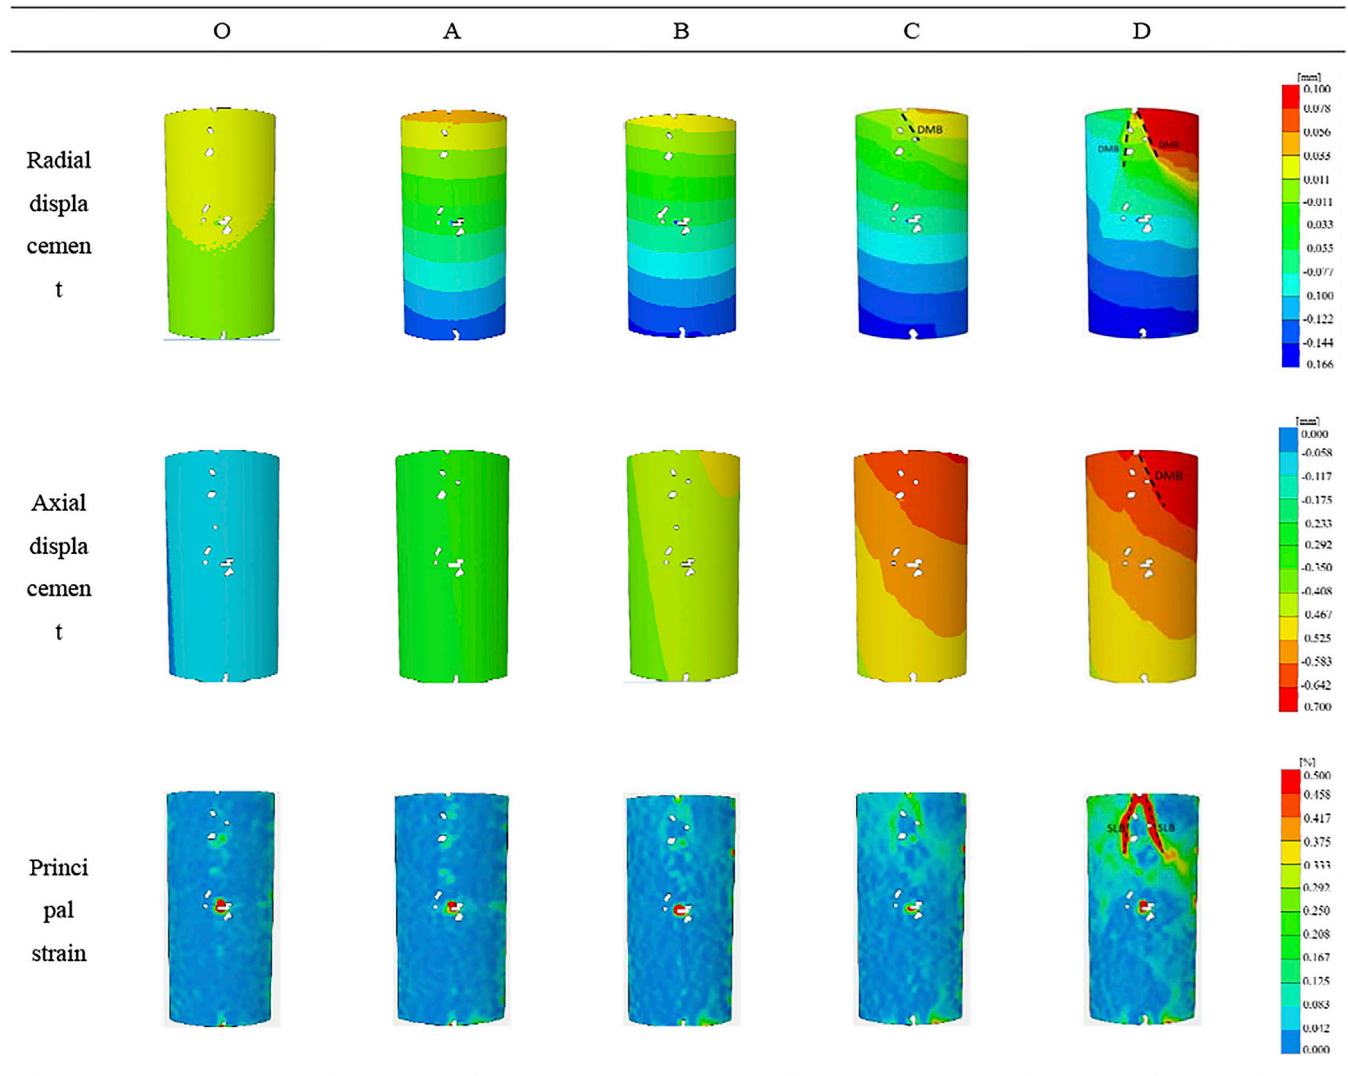 O A B C D
Radial
displa
cemen
t
DMB
DMB
DMB
[mm]
0.100
0.078
0.056
0.033
0.011
-0.011
0.033
0.055
-0.077
0.100
-0.122
-0.144
0.166
Axial
displa
cemen
t
DMB
[mm]
0.000
-0.058
-0.117
-0.175
0.233
-0.292
-0.350
-0.408
0.467
-0.525
-0.583
-0.642
0.700
Princi
pal
strain
SLB
SLB
[%]
0.500
0.458
0.417
0.375
0.333
0.292
0.250
0.208
0.167
0.125
0.083
0.042
0.000